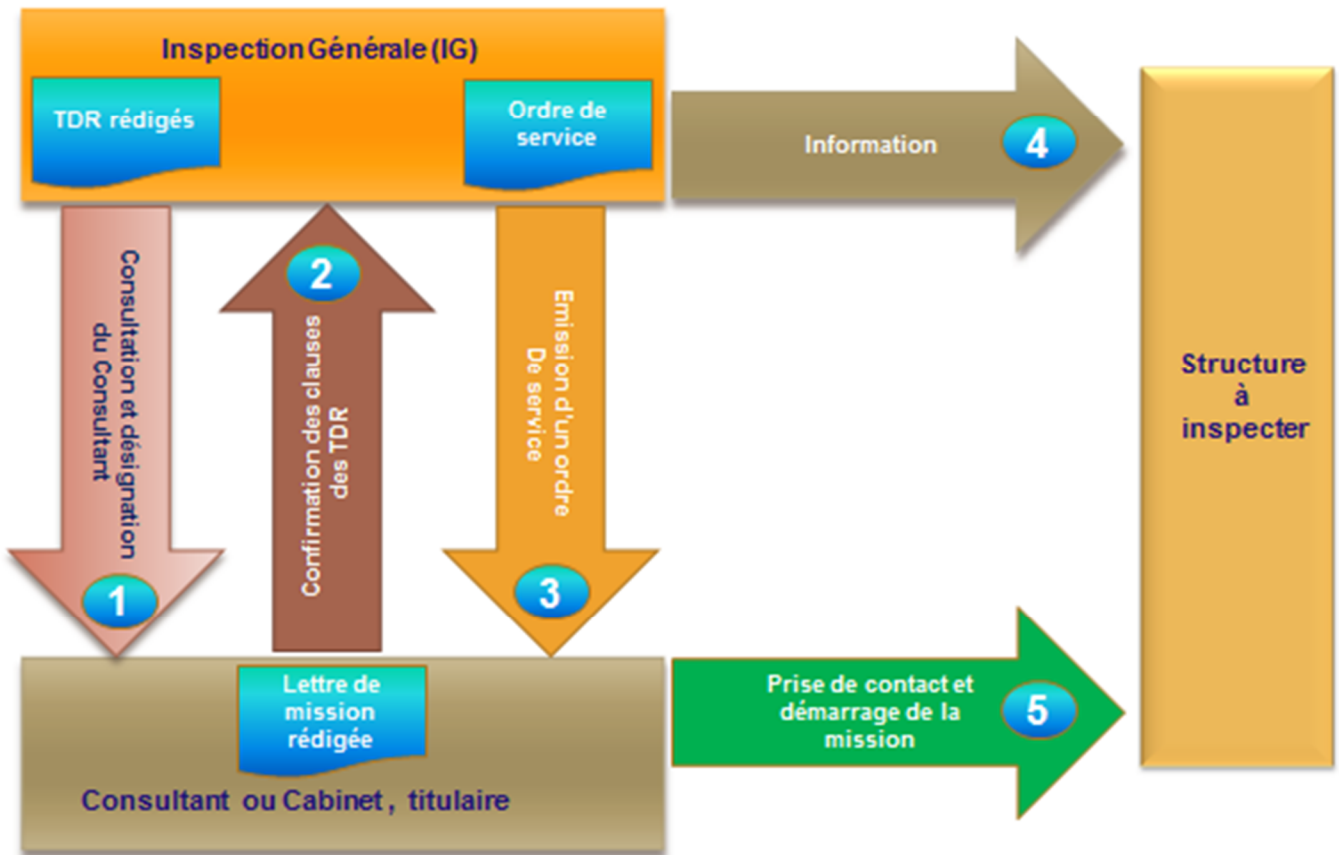 Inspection Générale (IG)
TDR rédigés
Ordre de
service
Information
4
Consultation et désignation
du Consultant
1
2
Confirmation des clauses
des TDR
Emission d'un ordre
De service
3
Structure
à
inspecter
Lettre de
mission
rédigée
Consultant ou Cabinet , titulaire
Prise de contact et
démarrage de la
mission
5